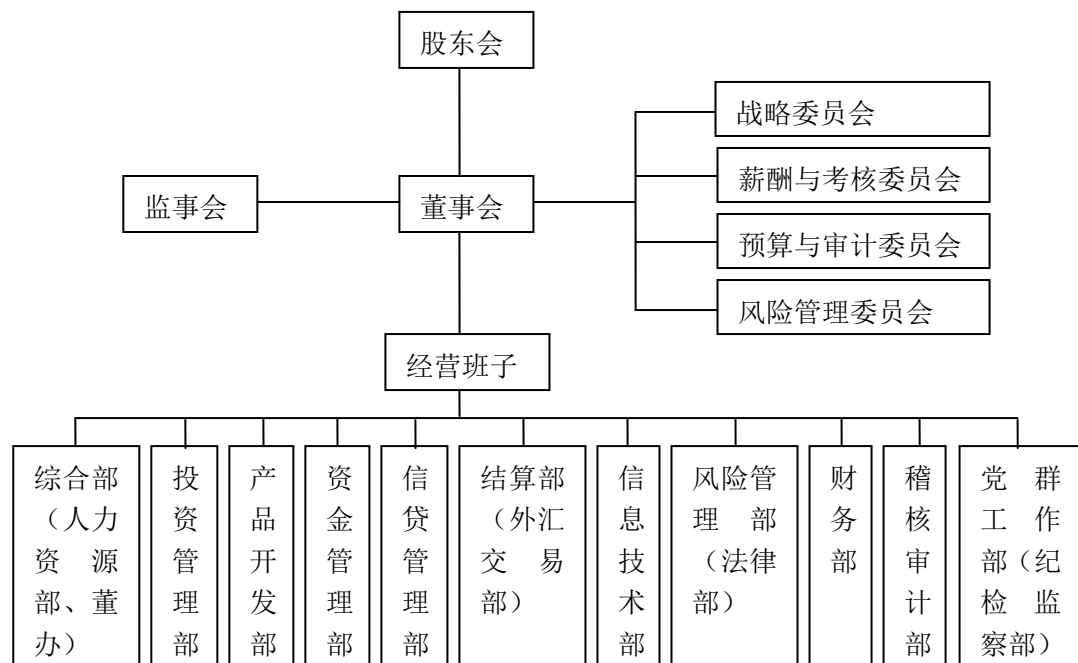 股东会
战略委员会
薪酬与考核委员会
监事会
董事会
预算与审计委员会
风险管理委员会
经营班子
综合部
（人力
资源
部、董
办）
投
资
管
理
部
产
品
开
发
部
资
金
管
理
部
信
贷
管
理
部
结算部
（外汇
交易
部）
信
息
技
术
部
风险管
理部
（法律
部）
财
务
部
稽
核
审
计
部
党群
工作
部（纪
检监
察部）